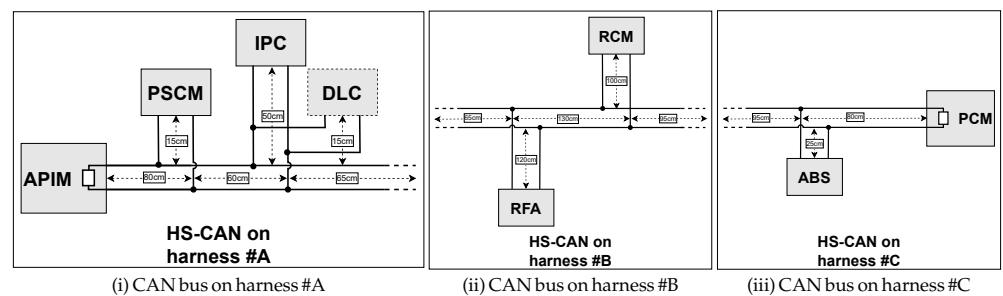 IPC
PSCM
DLC
50cm
15cm
15cm
APIM
80cm
60cm
65cm
HS-CAN on
harness #A
(i) CAN bus on harness #A
RCM
100cm
65cm
130cm
95cm
120cm
RFA
HS-CAN on
harness #B
(ii) CAN bus on harness #B
95cm
80cm
PCM
25cm
ABS
HS-CAN on
harness #C
(iii) CAN bus on harness #C